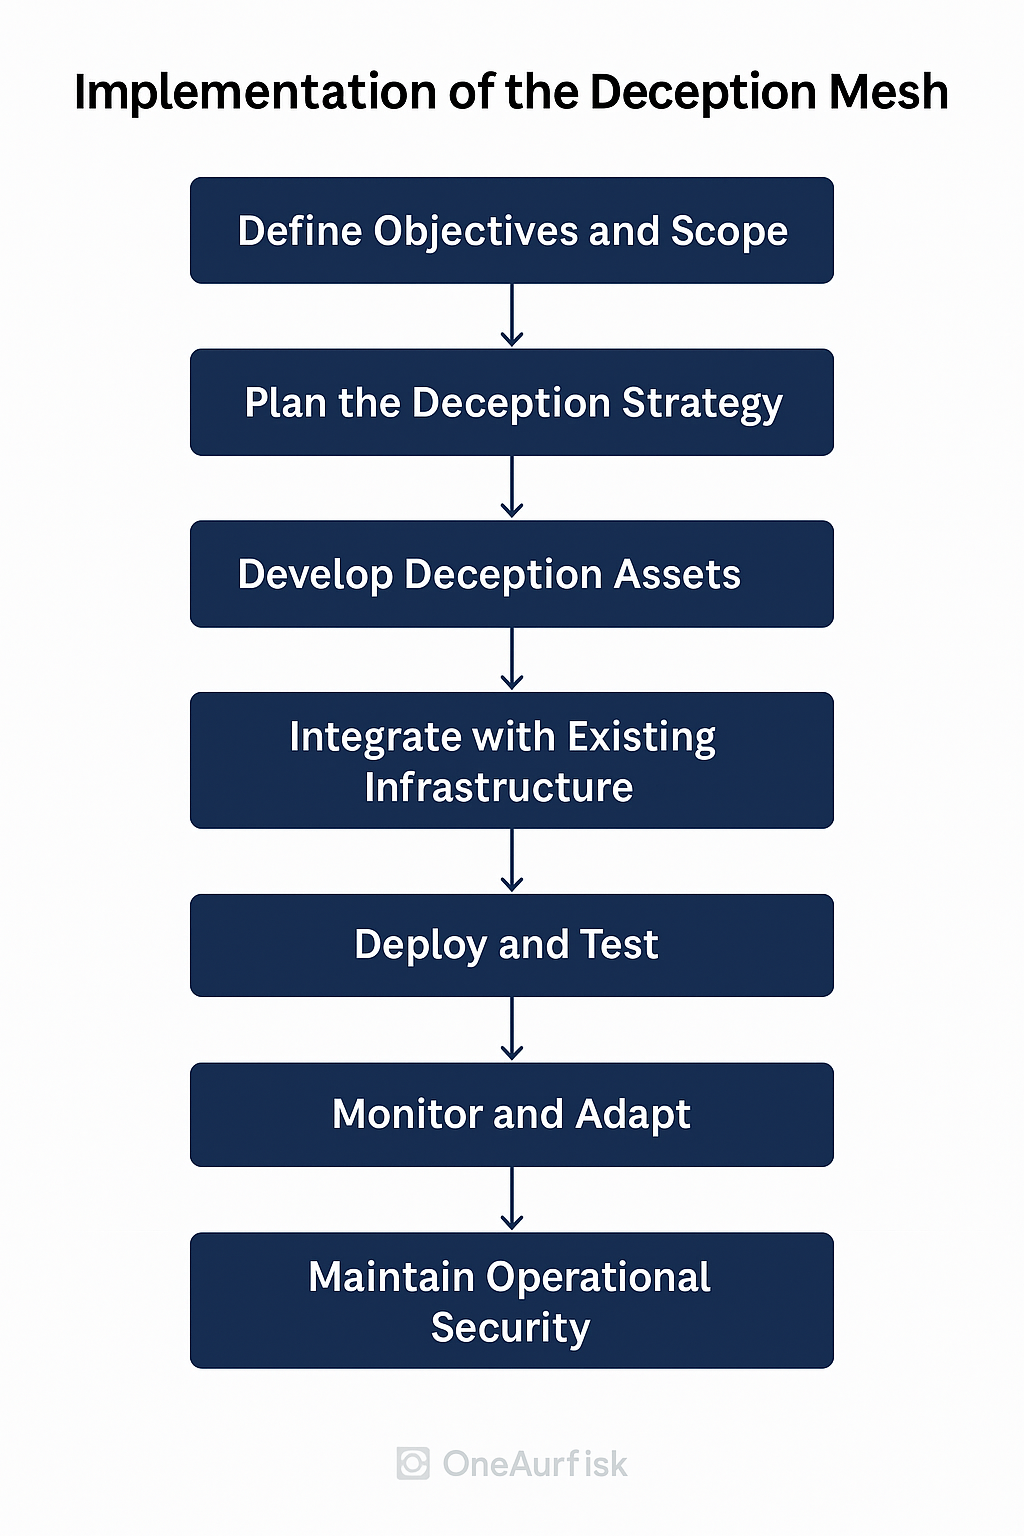 Implementation of the Deception Mesh
Define Objectives and Scope
Plan the Deception Strategy
Develop Deception Assets
Integrate with Existing
Infrastructure
Deploy and Test
Monitor and Adapt
Maintain Operational
Security
OneAurfisk